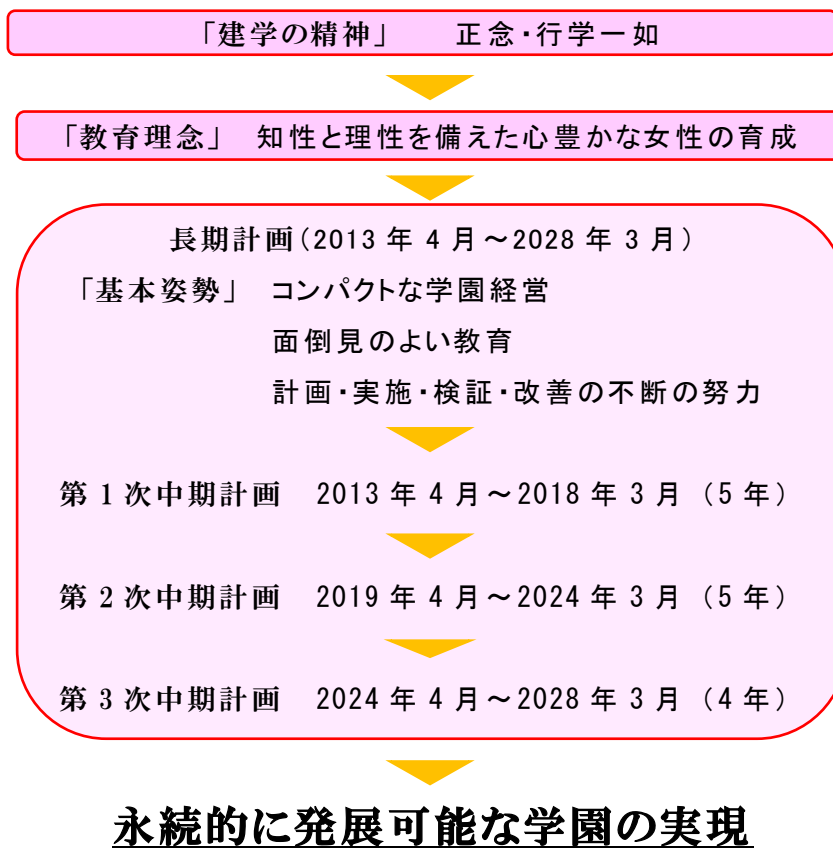 「建学の精神」　正念・行学一如
「教育理念」　知性と理性を備えた心豊かな女性の育成
長期計画(2013 年 4 月～2028 年 3 月)
「基本姿勢」　コンパクトな学園経営
面倒見のよい教育
計画・実施・検証・改善の不断の努力
第 1 次中期計画　2013 年 4 月～2018 年 3 月 (5 年)
第 2 次中期計画　2019 年 4 月～2024 年 3 月 (5 年)
第 3 次中期計画　2024 年 4 月～2028 年 3 月 (4 年)
永続的に発展可能な学園の実現